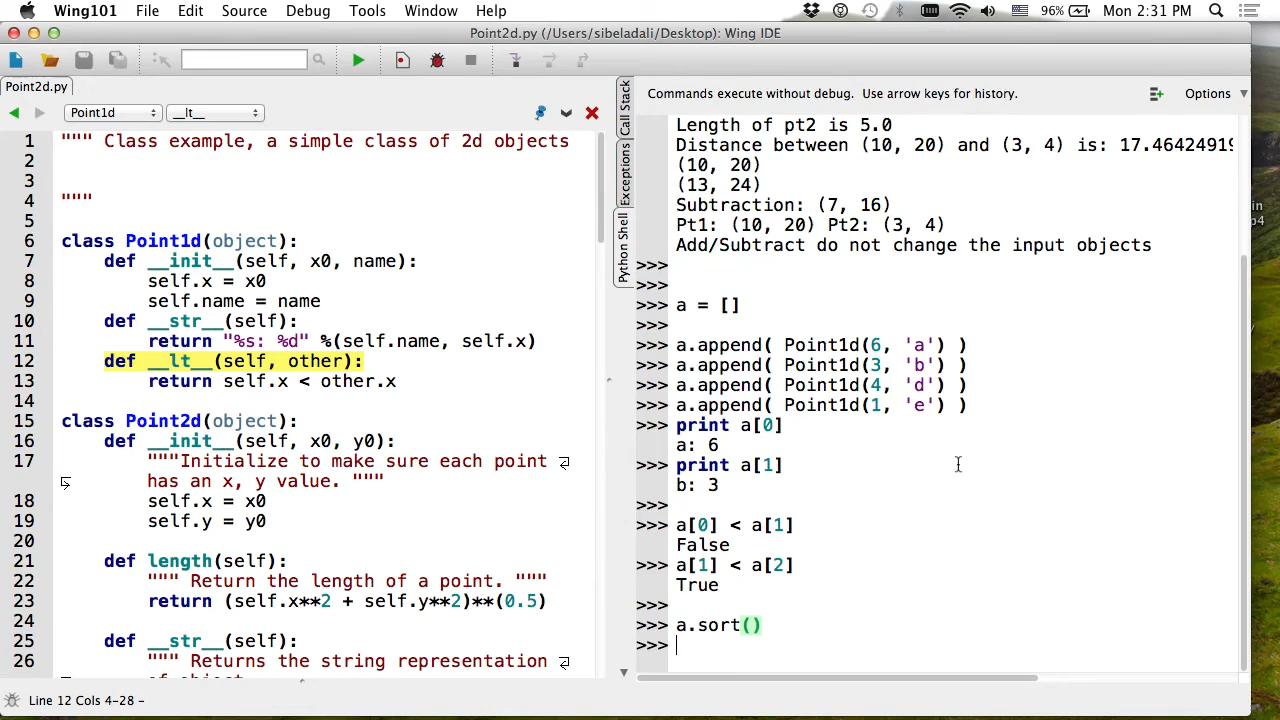 Wing101 File Edit Source Debug Tools Window Help 96% Mon 2:31 PM
Point2d.py (/Users/sibeladali/Desktop): Wing IDE
Point2d.py
Point1d __lt__
1 """ Class example, a simple class of 2d objects
2
3
4 """
5
6 class Point1d(object):
7 def __init__(self, x0, name):
8 self.x = x0
9 self.name = name
10 def __str__(self):
11 return "%s: %d" %(self.name, self.x)
12 def __lt__(self, other):
13 return self.x < other.x
14
15 class Point2d(object):
16 def __init__(self, x0, y0):
17 """Initialize to make sure each point
has an x, y value. """
18 self.x = x0
19 self.y = y0
20
21 def length(self):
22 """ Return the length of a point. """
23 return (self.x**2 + self.y**2)**(0.5)
24
25 def __str__(self):
26 """ Returns the string representation
of object
Line 12 Cols 4-28 –
Call Stack
Exceptions
Python Shell
Commands execute without debug. Use arrow keys for history. Options
Length of pt2 is 5.0
Distance between (10, 20) and (3, 4) is: 17.46424919
(10, 20)
(13, 24)
Subtraction: (7, 16)
Pt1: (10, 20) Pt2: (3, 4)
Add/Subtract do not change the input objects
>>>
>>>
>>> a = []
>>>
>>> a.append( Point1d(6, 'a') )
>>> a.append( Point1d(3, 'b') )
>>> a.append( Point1d(4, 'd') )
>>> a.append( Point1d(1, 'e') )
>>> print a[0]
a: 6
>>> print a[1]
b: 3
>>>
>>> a[0] < a[1]
False
>>> a[1] < a[2]
True
>>>
>>> a.sort()
>>>
in
p4